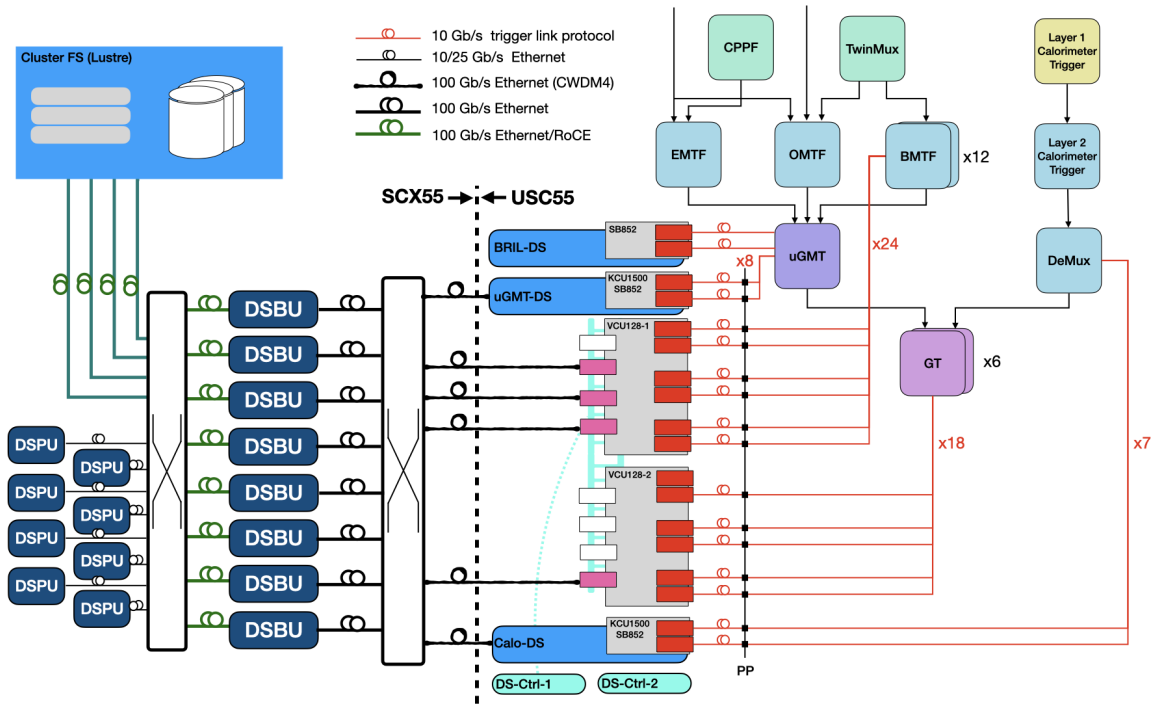 Cluster FS (Lustre)
10 Gb/s trigger link protocol
10/25 Gb/s Ethernet
100 Gb/s Ethernet (CWDM4)
100 Gb/s Ethernet
100 Gb/s Ethernet/RoCE
CPPF
TwinMux
Layer 1
Calorimeter
Trigger
EMTF
OMTF
BMTF
x12
Layer 2
Calorimeter
Trigger
SCX55
USC55
BRIL-DS
SB852
x8
uGMT
x24
DeMux
uGMT-DS
KCU1500
SB852
VCU128-1
GT
x6
x18
x7
VCU128-2
DSBU
DSBU
DSBU
DSBU
DSBU
DSBU
DSBU
DSBU
DSPU
DSPU
DSPU
DSPU
DSPU
DSPU
DSPU
DSPU
Calo-DS
KCU1500
SB852
PP
DS-Ctrl-1
DS-Ctrl-2